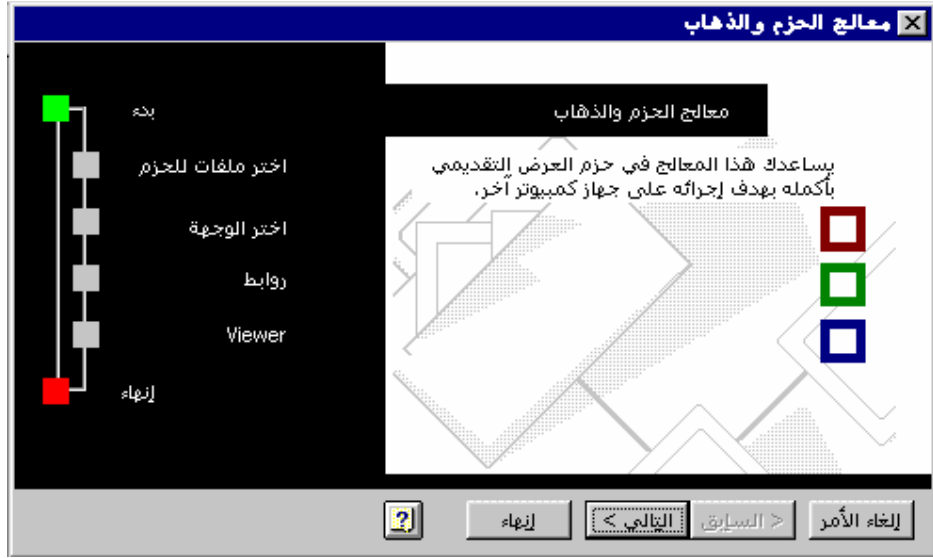 معالج الحزم والذهاب
معالج الحزم والذهاب
يساعدك هذا المعالج في حزم العرض التقديمي
بأكمله بهدف إجرائه على جهاز كمبيوتر آخر.
بدء
اختر ملفات للحزم
اختر الوجهة
روابط
Viewer
إنهاء
إلغاء الأمر
< السابق
التالي >
إنهاء
?